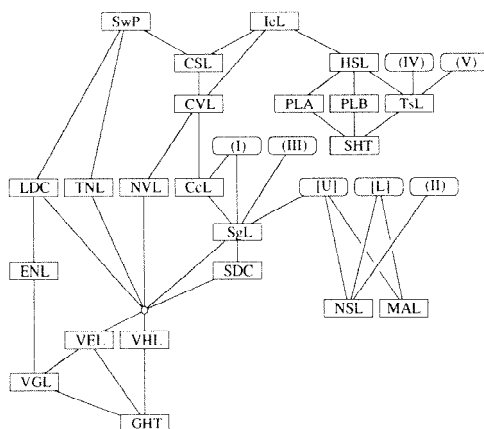 SwP IcL
CSL HSL (IV) (V)
CVL PLA PLB TsL
(I) (III) SHT
LDC TNL NVL CcL [U] [L] (II)
SgL
ENL SDC
NSL MAL
VEL VHL
VGL
GHT